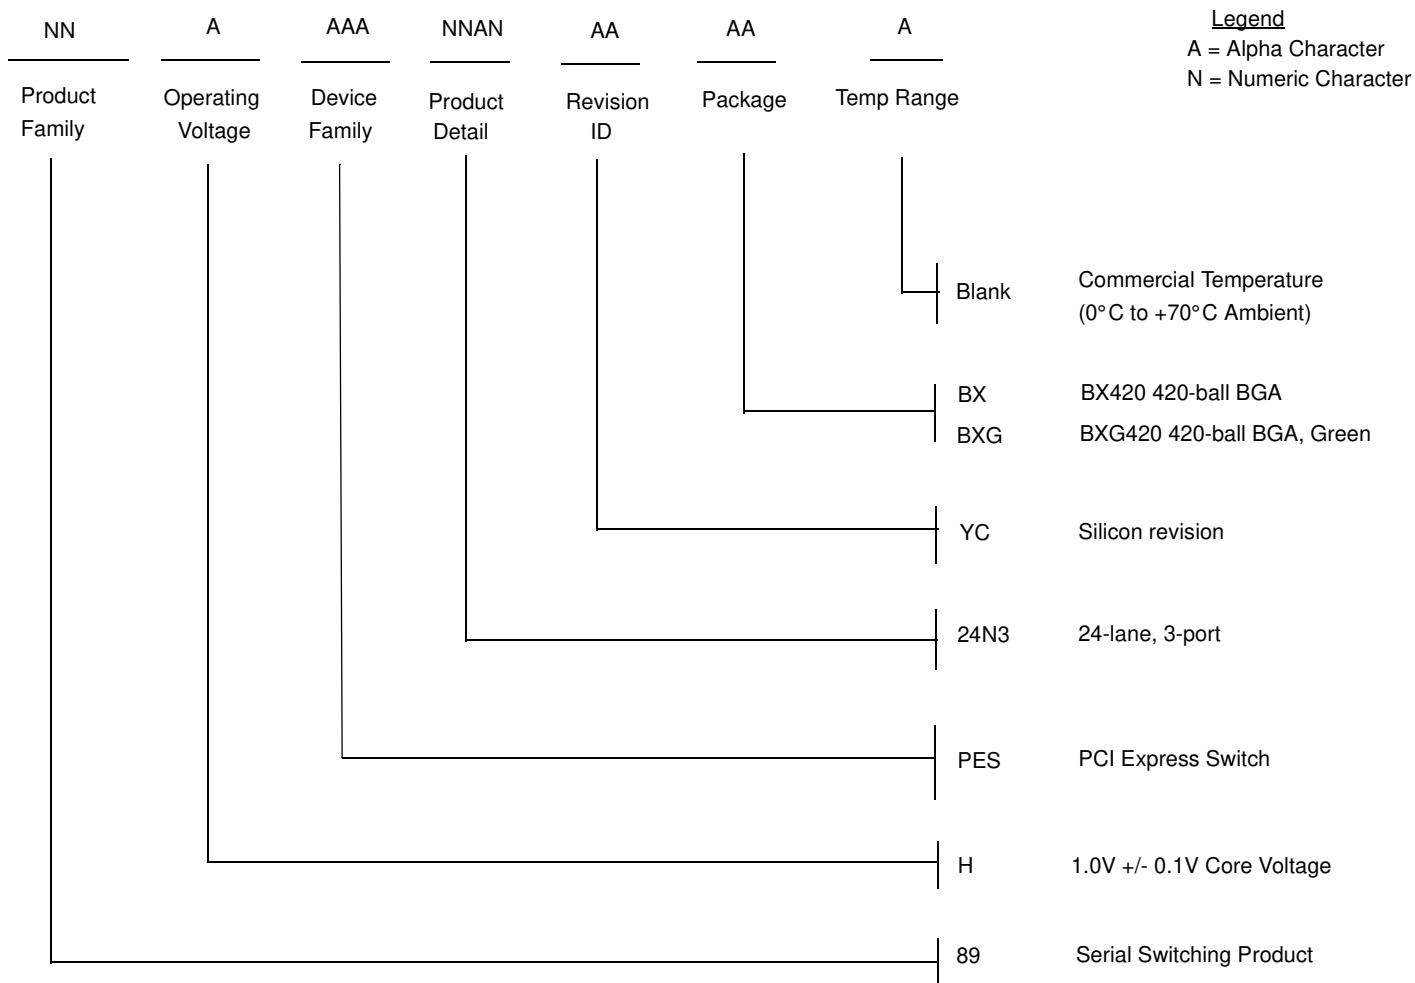 NN A AAA NNAN AA AA A
Legend
A = Alpha Character
N = Numeric Character
Product Family
Operating Voltage
Device Family
Product Detail
Revision ID
Package
Temp Range
Blank Commercial Temperature
(0°C to +70°C Ambient)
BX BX420 420-ball BGA
BXG BXG420 420-ball BGA, Green
YC Silicon revision
24N3 24-lane, 3-port
PES PCI Express Switch
H 1.0V +/- 0.1V Core Voltage
89 Serial Switching Product